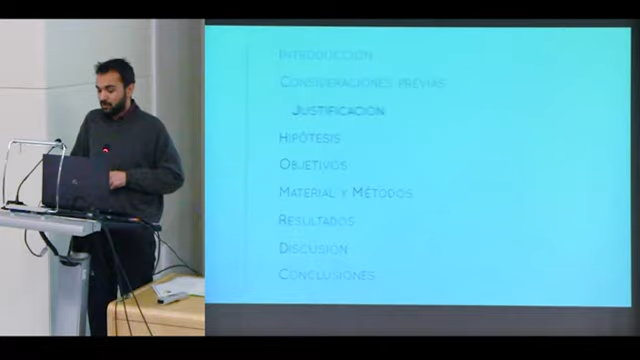 Introducción
Consideraciones previas
Justificación
Hipótesis
Objetivos
Material y Métodos
Resultados
Discusión
Conclusiones